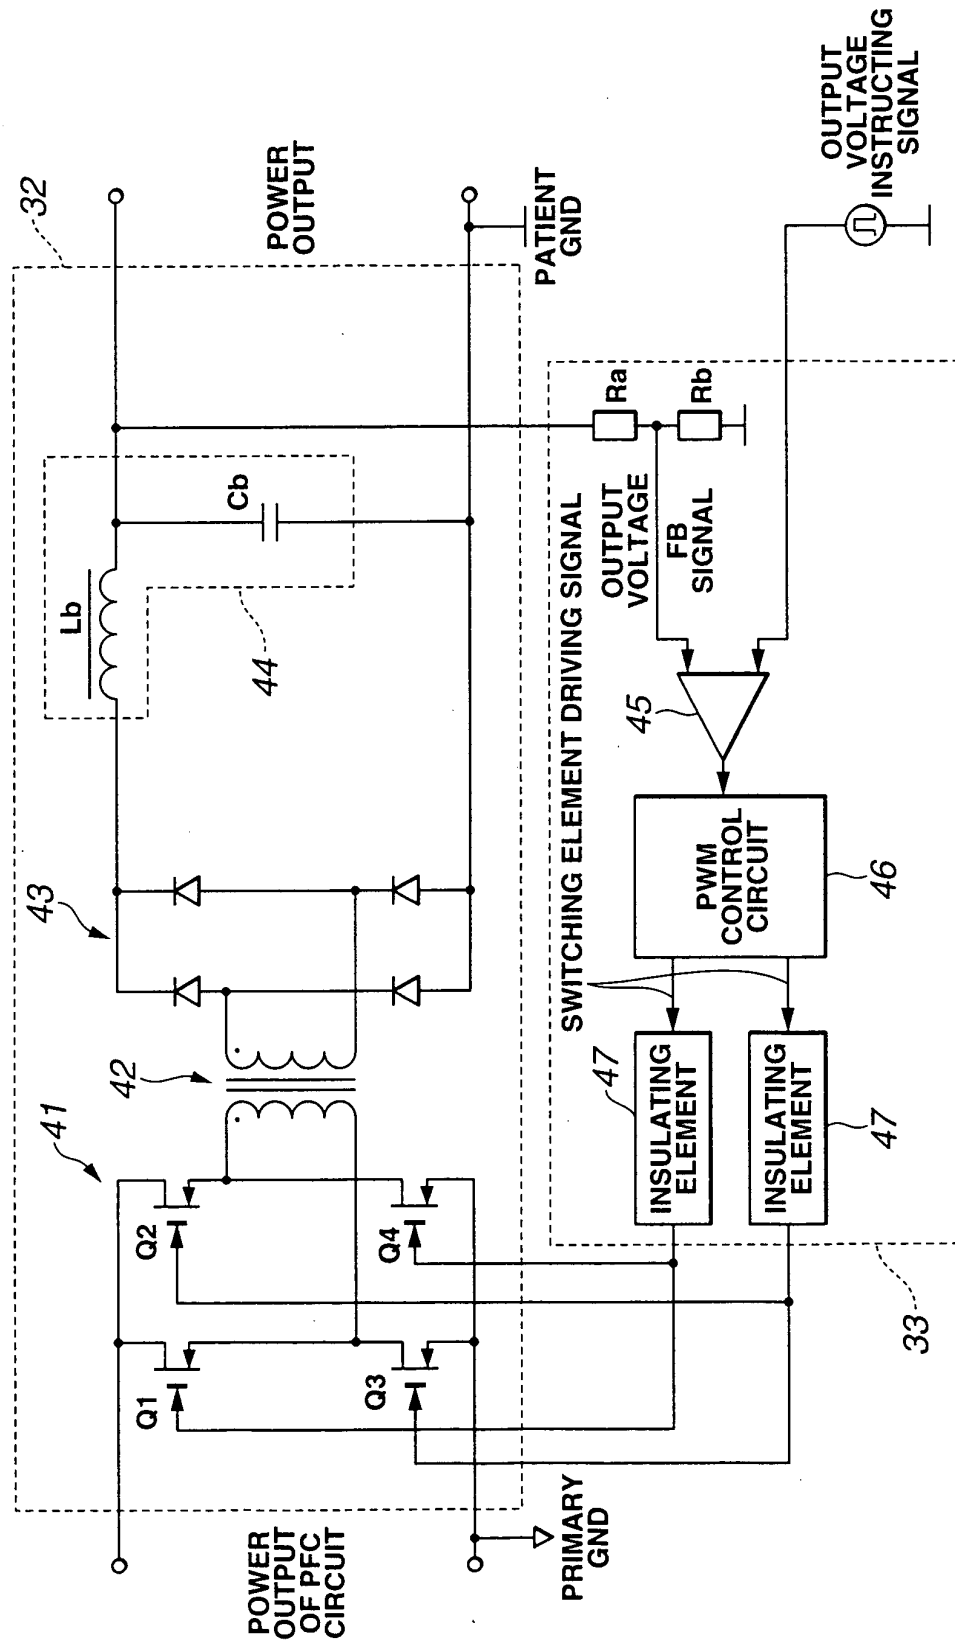 32
POWER
OUTPUT
PATIENT
GND
Lb
Cb
44
43
42
41
Q2
Q4
Q1
Q3
POWER
OUTPUT
OF PFC
CIRCUIT
PRIMARY
GND
SWITCHING ELEMENT DRIVING SIGNAL
Ra
Rb
OUTPUT
VOLTAGE
FB
SIGNAL
45
PWM
CONTROL
CIRCUIT
46
47
INSULATING
ELEMENT
INSULATING
ELEMENT
47
33
OUTPUT
VOLTAGE
INSTRUCTING
SIGNAL